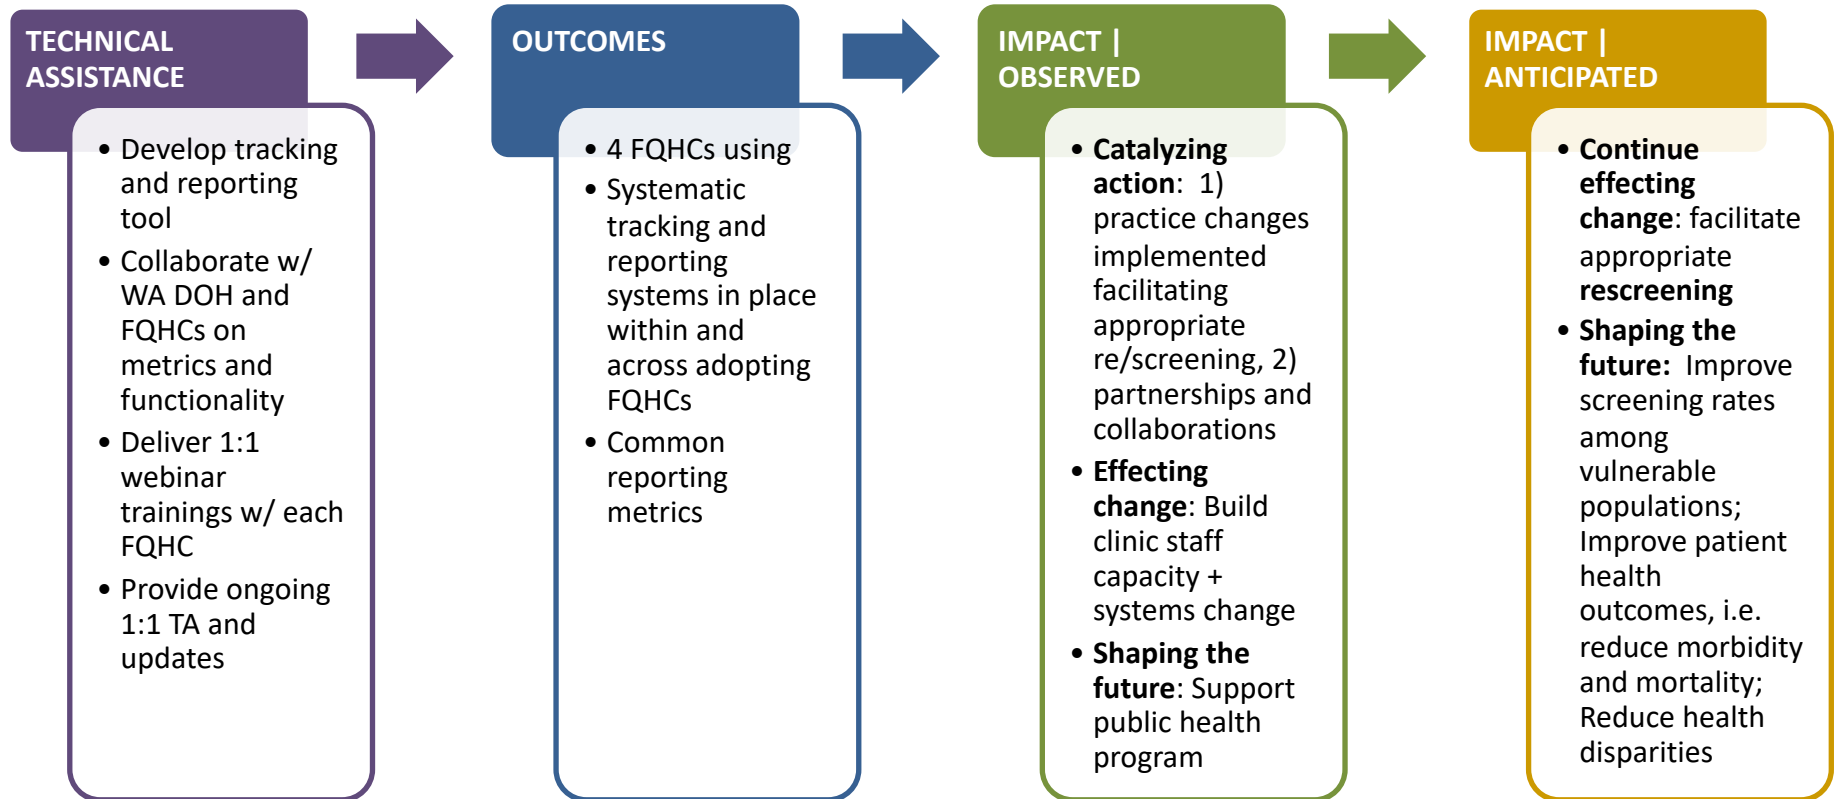 TECHNICAL
ASSISTANCE
• Develop tracking
and reporting
tool
• Collaborate w/
WA DOH and
FQHCs on
metrics and
functionality
• Deliver 1:1
webinar
trainings w/ each
FQHC
• Provide ongoing
1:1 TA and
updates
OUTCOMES
• 4 FQHCs using
• Systematic
tracking and
reporting
systems in place
within and
across adopting
FQHCs
• Common
reporting
metrics
IMPACT |
OBSERVED
• Catalyzing
action: 1)
practice changes
implemented
facilitating
appropriate
re/screening, 2)
partnerships and
collaborations
• Effecting
change: Build
clinic staff
capacity +
systems change
• Shaping the
future: Support
public health
program
IMPACT |
ANTICIPATED
• Continue
effecting
change: facilitate
appropriate
rescreening
• Shaping the
future: Improve
screening rates
among
vulnerable
populations;
Improve patient
health
outcomes, i.e.
reduce morbidity
and mortality;
Reduce health
disparities